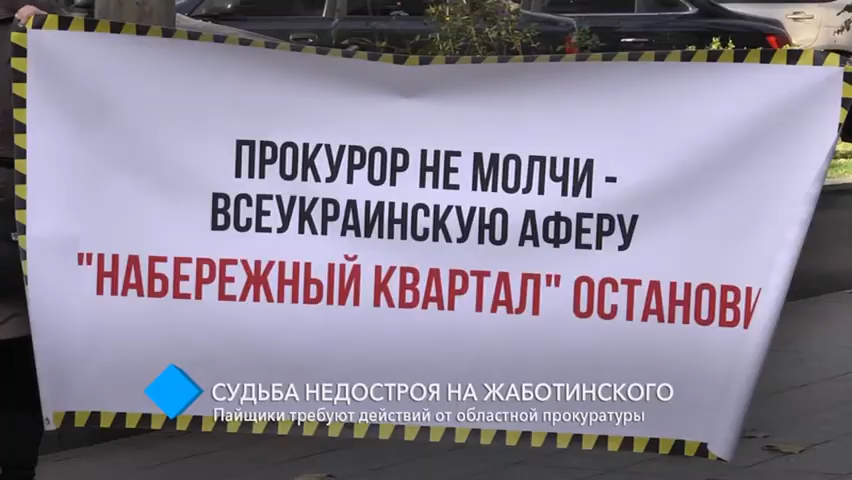 ПРОКУРОР НЕ МОЛЧИ -
ВСЕУКРАИНСКУЮ АФЕРУ
"НАБЕРЕЖНЫЙ КВАРТАЛ" ОСТАНОВИ
СУДЬБА НЕДОСТРОЯ НА ЖАБОТИНСКОГО
Пайщики требуют действий от областной прокуратуры